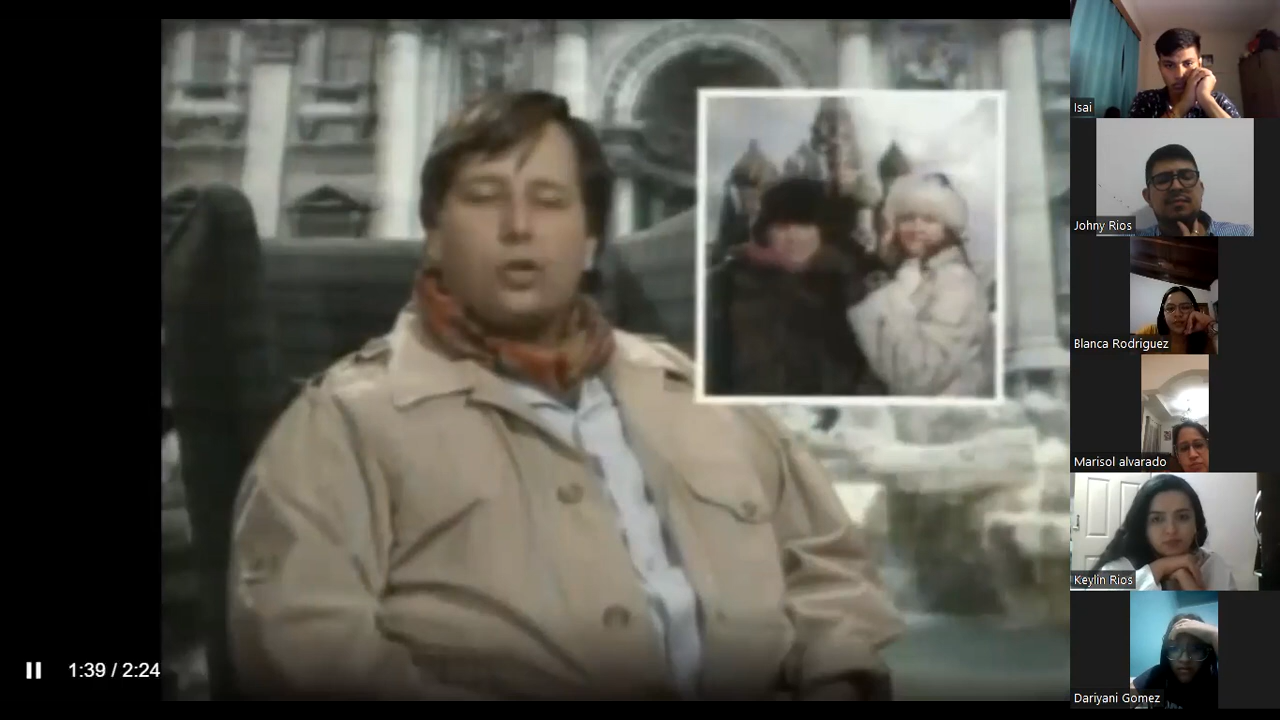 Isai
Johny Rios
Blanca Rodriguez
Marisol alvarado
Keylin Rios
Dariyani Gomez
1:39 / 2:24